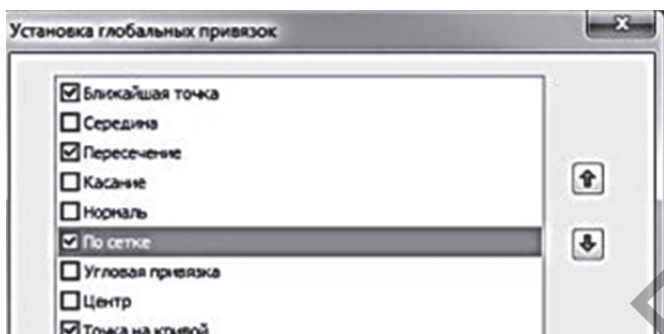 Установка глобальных привязок
Ближайшая точка
Середина
Пересечение
Касание
Нормаль
По сетке
Угловая привязка
Центр
Точка на кривой